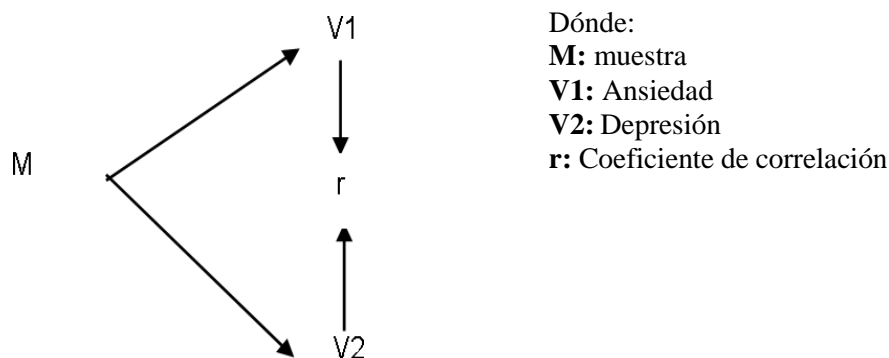 V1
Dónde:
M: muestra
V1: Ansiedad
V2: Depresión
r: Coeficiente de correlación
M
r
V2